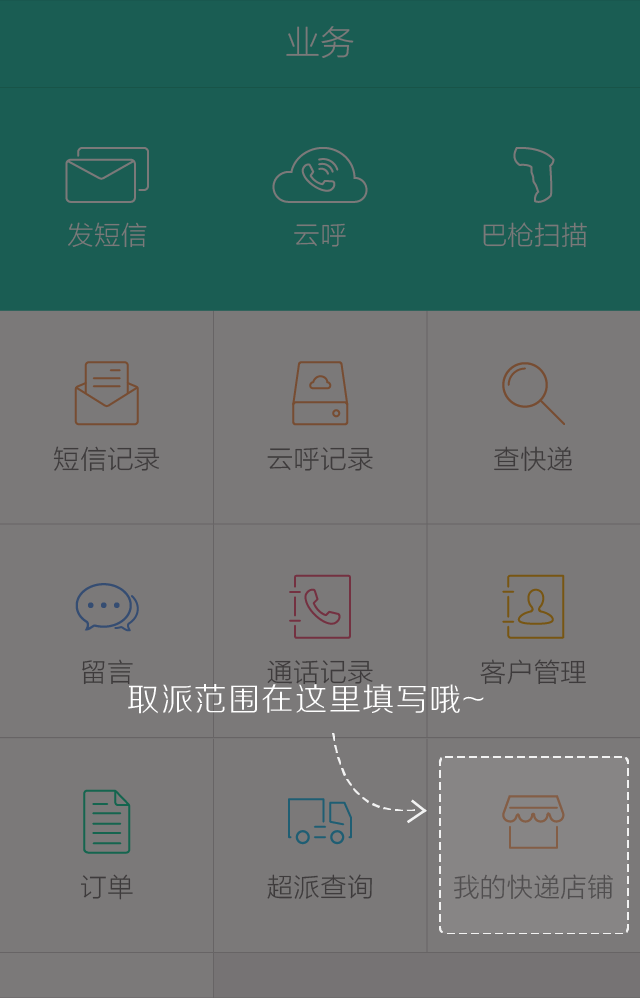 业务
发短信
云呼
巴枪扫描
短信记录
云呼记录
查快递
留言
通话记录
客户管理
取派范围在这里填写哦~
订单
超派查询
我的快递店铺